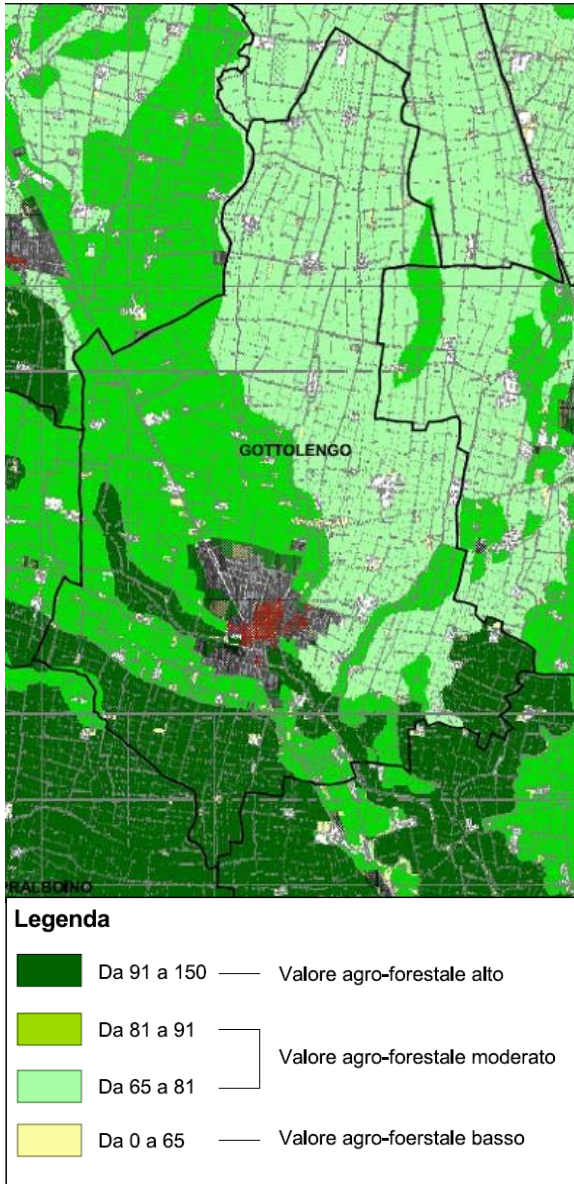 GOTTOLENGO
PRALBOINO
Legenda
Da 91 a 150 Valore agro-forestale alto
Da 81 a 91
Valore agro-forestale moderato
Da 65 a 81
Da 0 a 65 Valore agro-foerstale basso